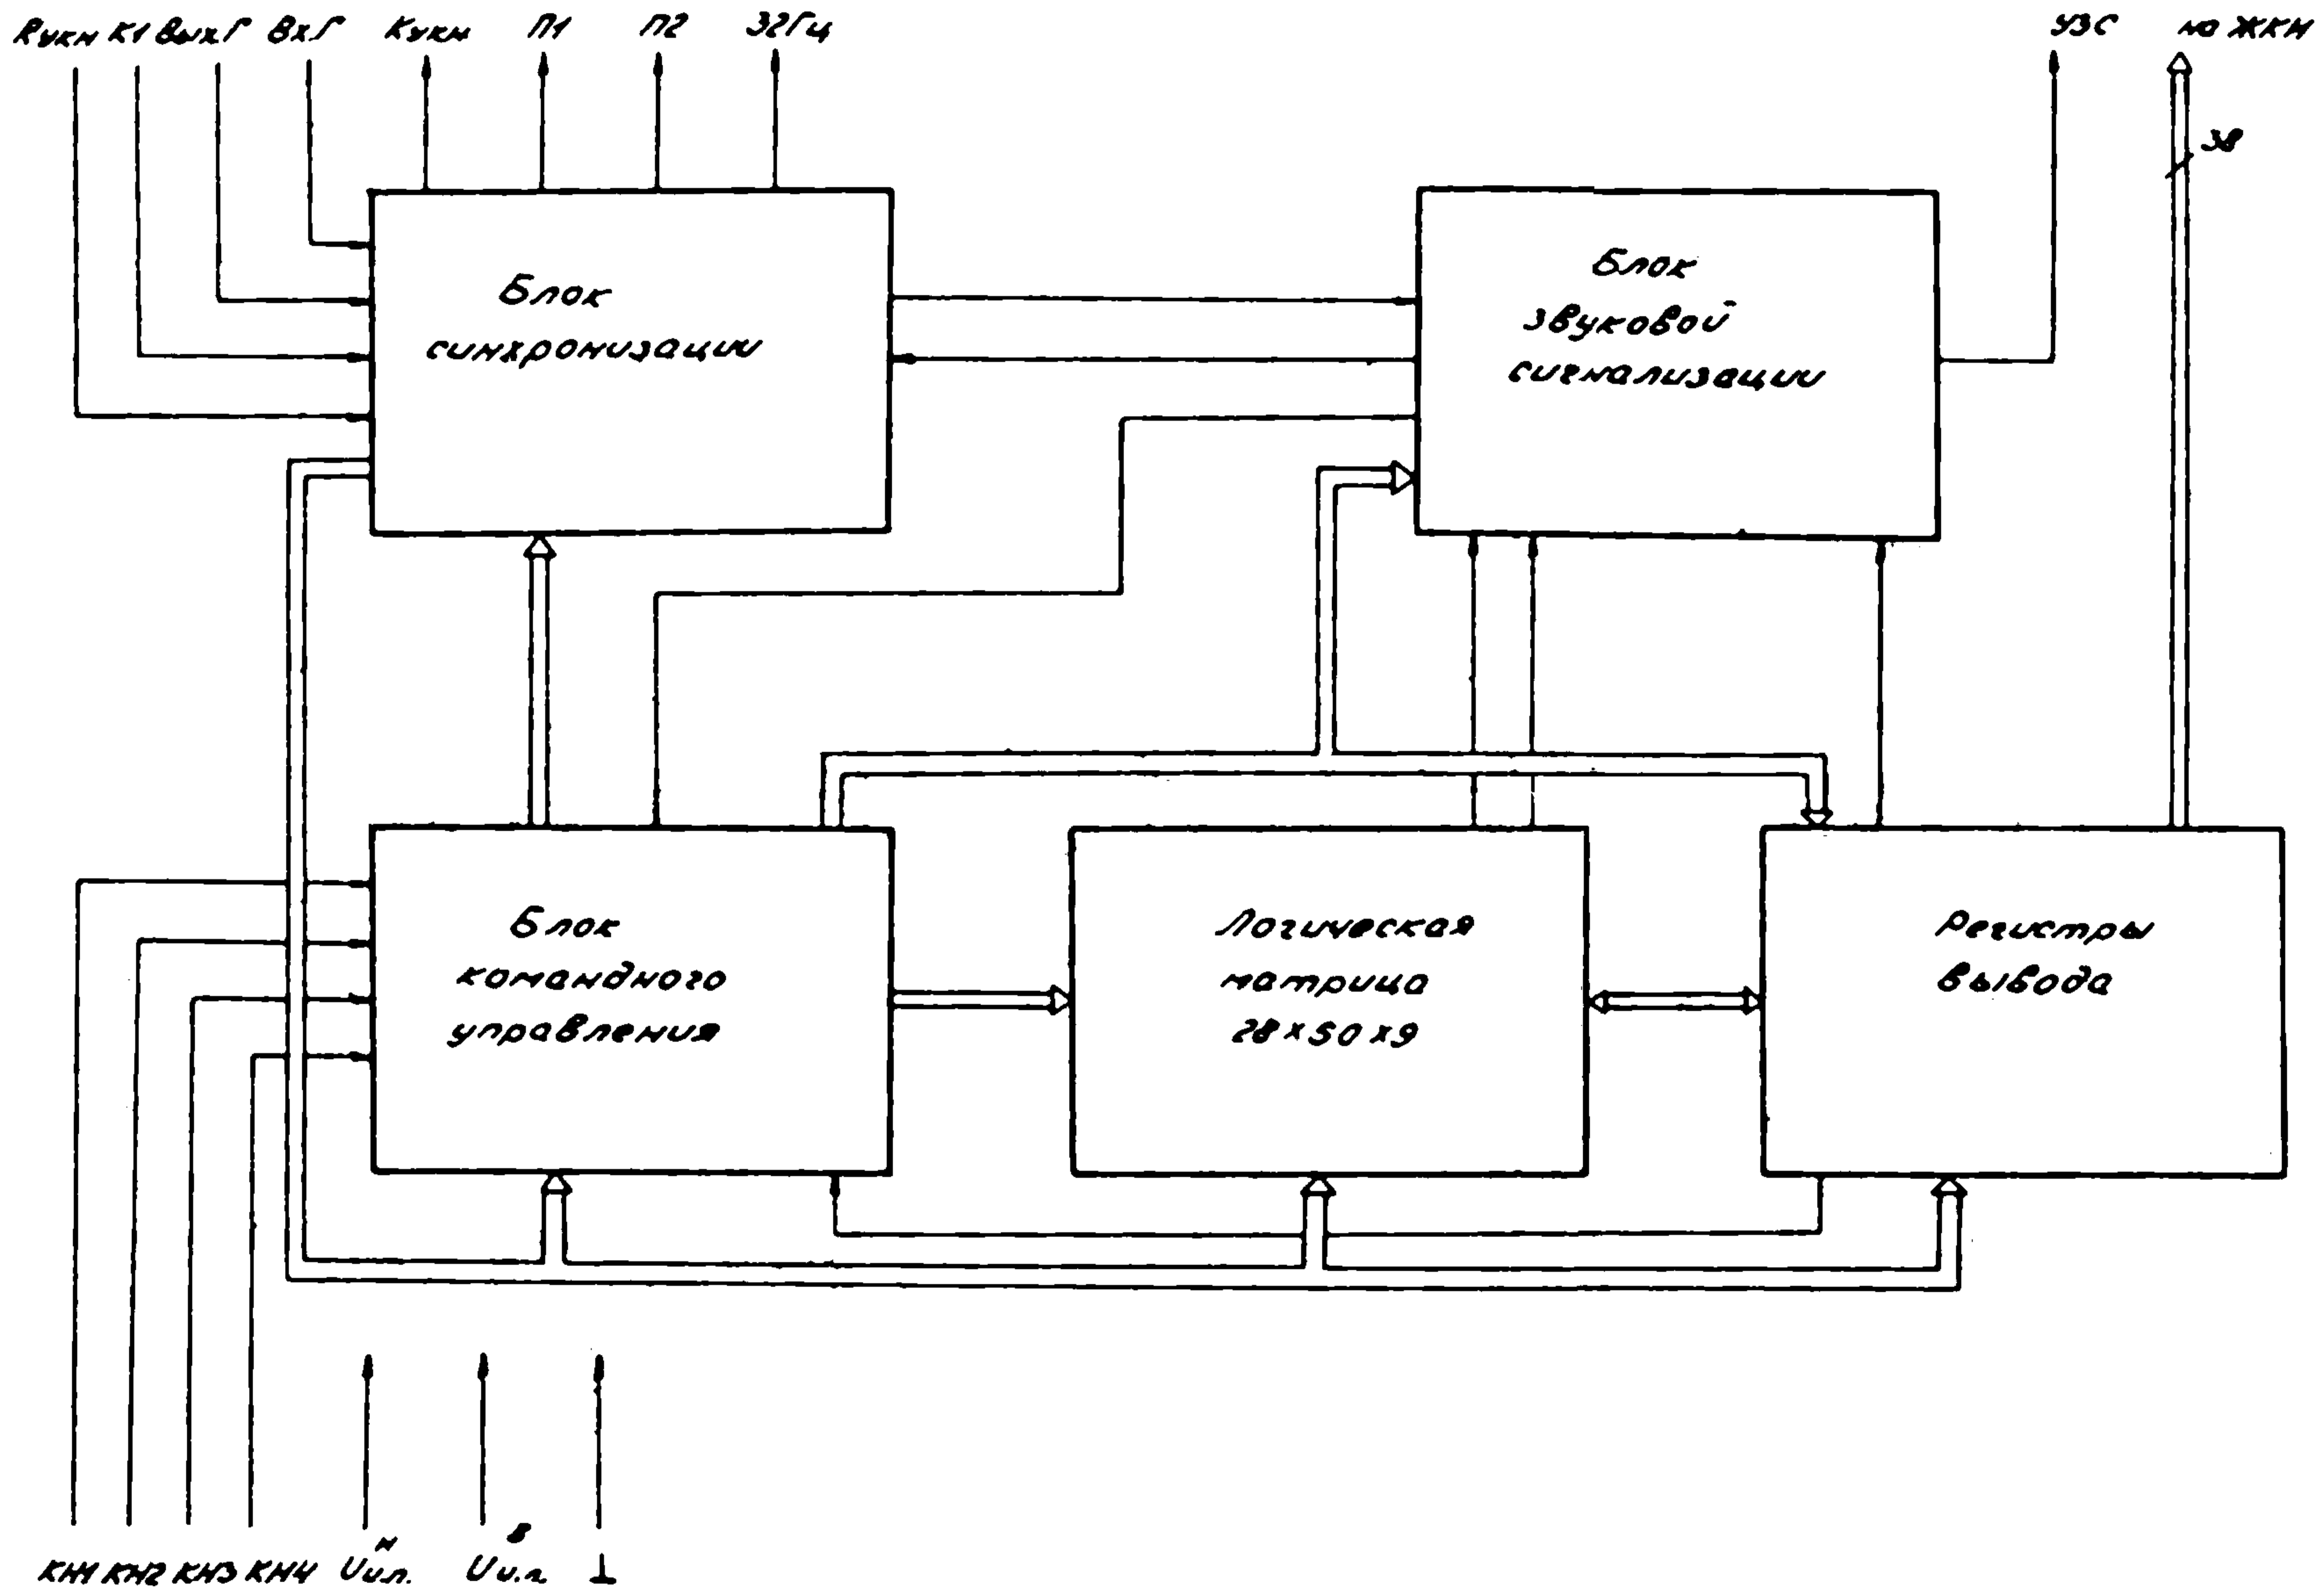 Rукн К1 ВыхГ ВхГ Кукн П1 П2 32Гц УЗС на ЖКИ
38
Блок
синхронизации
Блок
звуковой
сигнализации
Блок
командного
управления
Логическая
матрица
28×50×9
Регистры
вывода
КН1 КН2 КН3 КН4 Uи.п. Uи.п. ⊥
н в